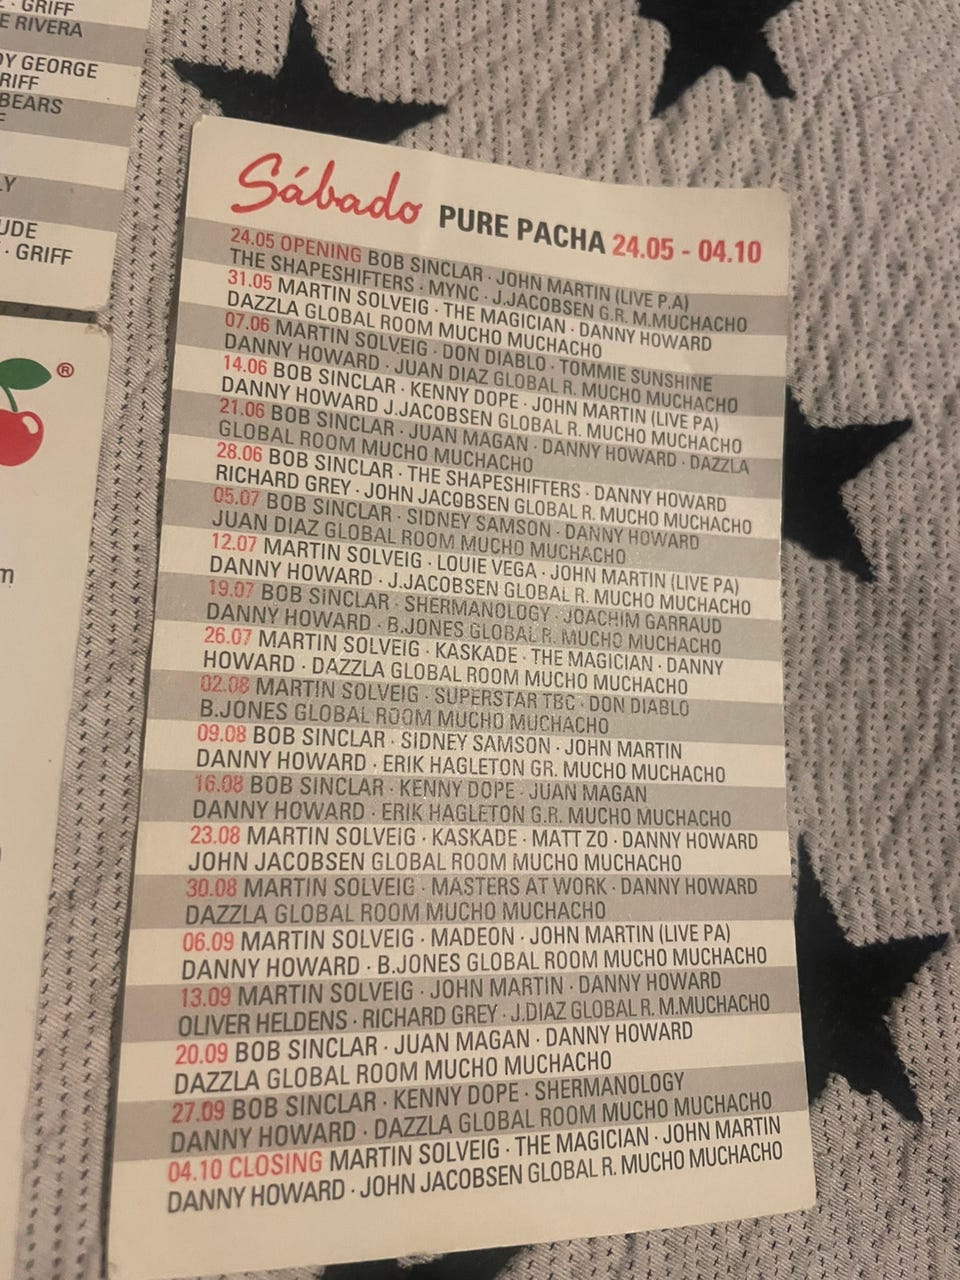 · GRIFF
E RIVERA
OY GEORGE
RIFF
BEARS
LY
UDE
· GRIFF
®
m
Sábado PURE PACHA 24.05 - 04.10
24.05 OPENING BOB SINCLAR · JOHN MARTIN (LIVE P.A)
THE SHAPESHIFTERS · MYNC · J.JACOBSEN G.R. M.MUCHACHO
31.05 MARTIN SOLVEIG · THE MAGICIAN · DANNY HOWARD
DAZZLA GLOBAL ROOM MUCHO MUCHACHO
07.06 MARTIN SOLVEIG · DON DIABLO · TOMMIE SUNSHINE
DANNY HOWARD · JUAN DIAZ GLOBAL R. MUCHO MUCHACHO
14.06 BOB SINCLAR · KENNY DOPE · JOHN MARTIN (LIVE PA)
DANNY HOWARD J.JACOBSEN GLOBAL R. MUCHO MUCHACHO
21.06 BOB SINCLAR · JUAN MAGAN · DANNY HOWARD · DAZZLA
GLOBAL ROOM MUCHO MUCHACHO
28.06 BOB SINCLAR · THE SHAPESHIFTERS · DANNY HOWARD
RICHARD GREY · JOHN JACOBSEN GLOBAL R. MUCHO MUCHACHO
05.07 BOB SINCLAR · SIDNEY SAMSON · DANNY HOWARD
JUAN DIAZ GLOBAL ROOM MUCHO MUCHACHO
12.07 MARTIN SOLVEIG · LOUIE VEGA · JOHN MARTIN (LIVE PA)
DANNY HOWARD · J.JACOBSEN GLOBAL R. MUCHO MUCHACHO
19.07 BOB SINCLAR · SHERMANOLOGY · JOACHIM GARRAUD
DANNY HOWARD · B.JONES GLOBAL R. MUCHO MUCHACHO
26.07 MARTIN SOLVEIG · KASKADE · THE MAGICIAN · DANNY
HOWARD · DAZZLA GLOBAL ROOM MUCHO MUCHACHO
02.08 MARTIN SOLVEIG · SUPERSTAR TBC · DON DIABLO
B.JONES GLOBAL ROOM MUCHO MUCHACHO
09.08 BOB SINCLAR · SIDNEY SAMSON · JOHN MARTIN
DANNY HOWARD · ERIK HAGLETON GR. MUCHO MUCHACHO
16.08 BOB SINCLAR · KENNY DOPE · JUAN MAGAN
DANNY HOWARD · ERIK HAGLETON G.R. MUCHO MUCHACHO
23.08 MARTIN SOLVEIG · KASKADE · MATT ZO · DANNY HOWARD
JOHN JACOBSEN GLOBAL ROOM MUCHO MUCHACHO
30.08 MARTIN SOLVEIG · MASTERS AT WORK · DANNY HOWARD
DAZZLA GLOBAL ROOM MUCHO MUCHACHO
06.09 MARTIN SOLVEIG · MADEON · JOHN MARTIN (LIVE PA)
DANNY HOWARD · B.JONES GLOBAL ROOM MUCHO MUCHACHO
13.09 MARTIN SOLVEIG · JOHN MARTIN · DANNY HOWARD
OLIVER HELDENS · RICHARD GREY · J.DIAZ GLOBAL R. M.MUCHACHO
20.09 BOB SINCLAR · JUAN MAGAN · DANNY HOWARD
DAZZLA GLOBAL ROOM MUCHO MUCHACHO
27.09 BOB SINCLAR · KENNY DOPE · SHERMANOLOGY
DANNY HOWARD · DAZZLA GLOBAL ROOM MUCHO MUCHACHO
04.10 CLOSING MARTIN SOLVEIG · THE MAGICIAN · JOHN MARTIN
DANNY HOWARD · JOHN JACOBSEN GLOBAL R. MUCHO MUCHACHO